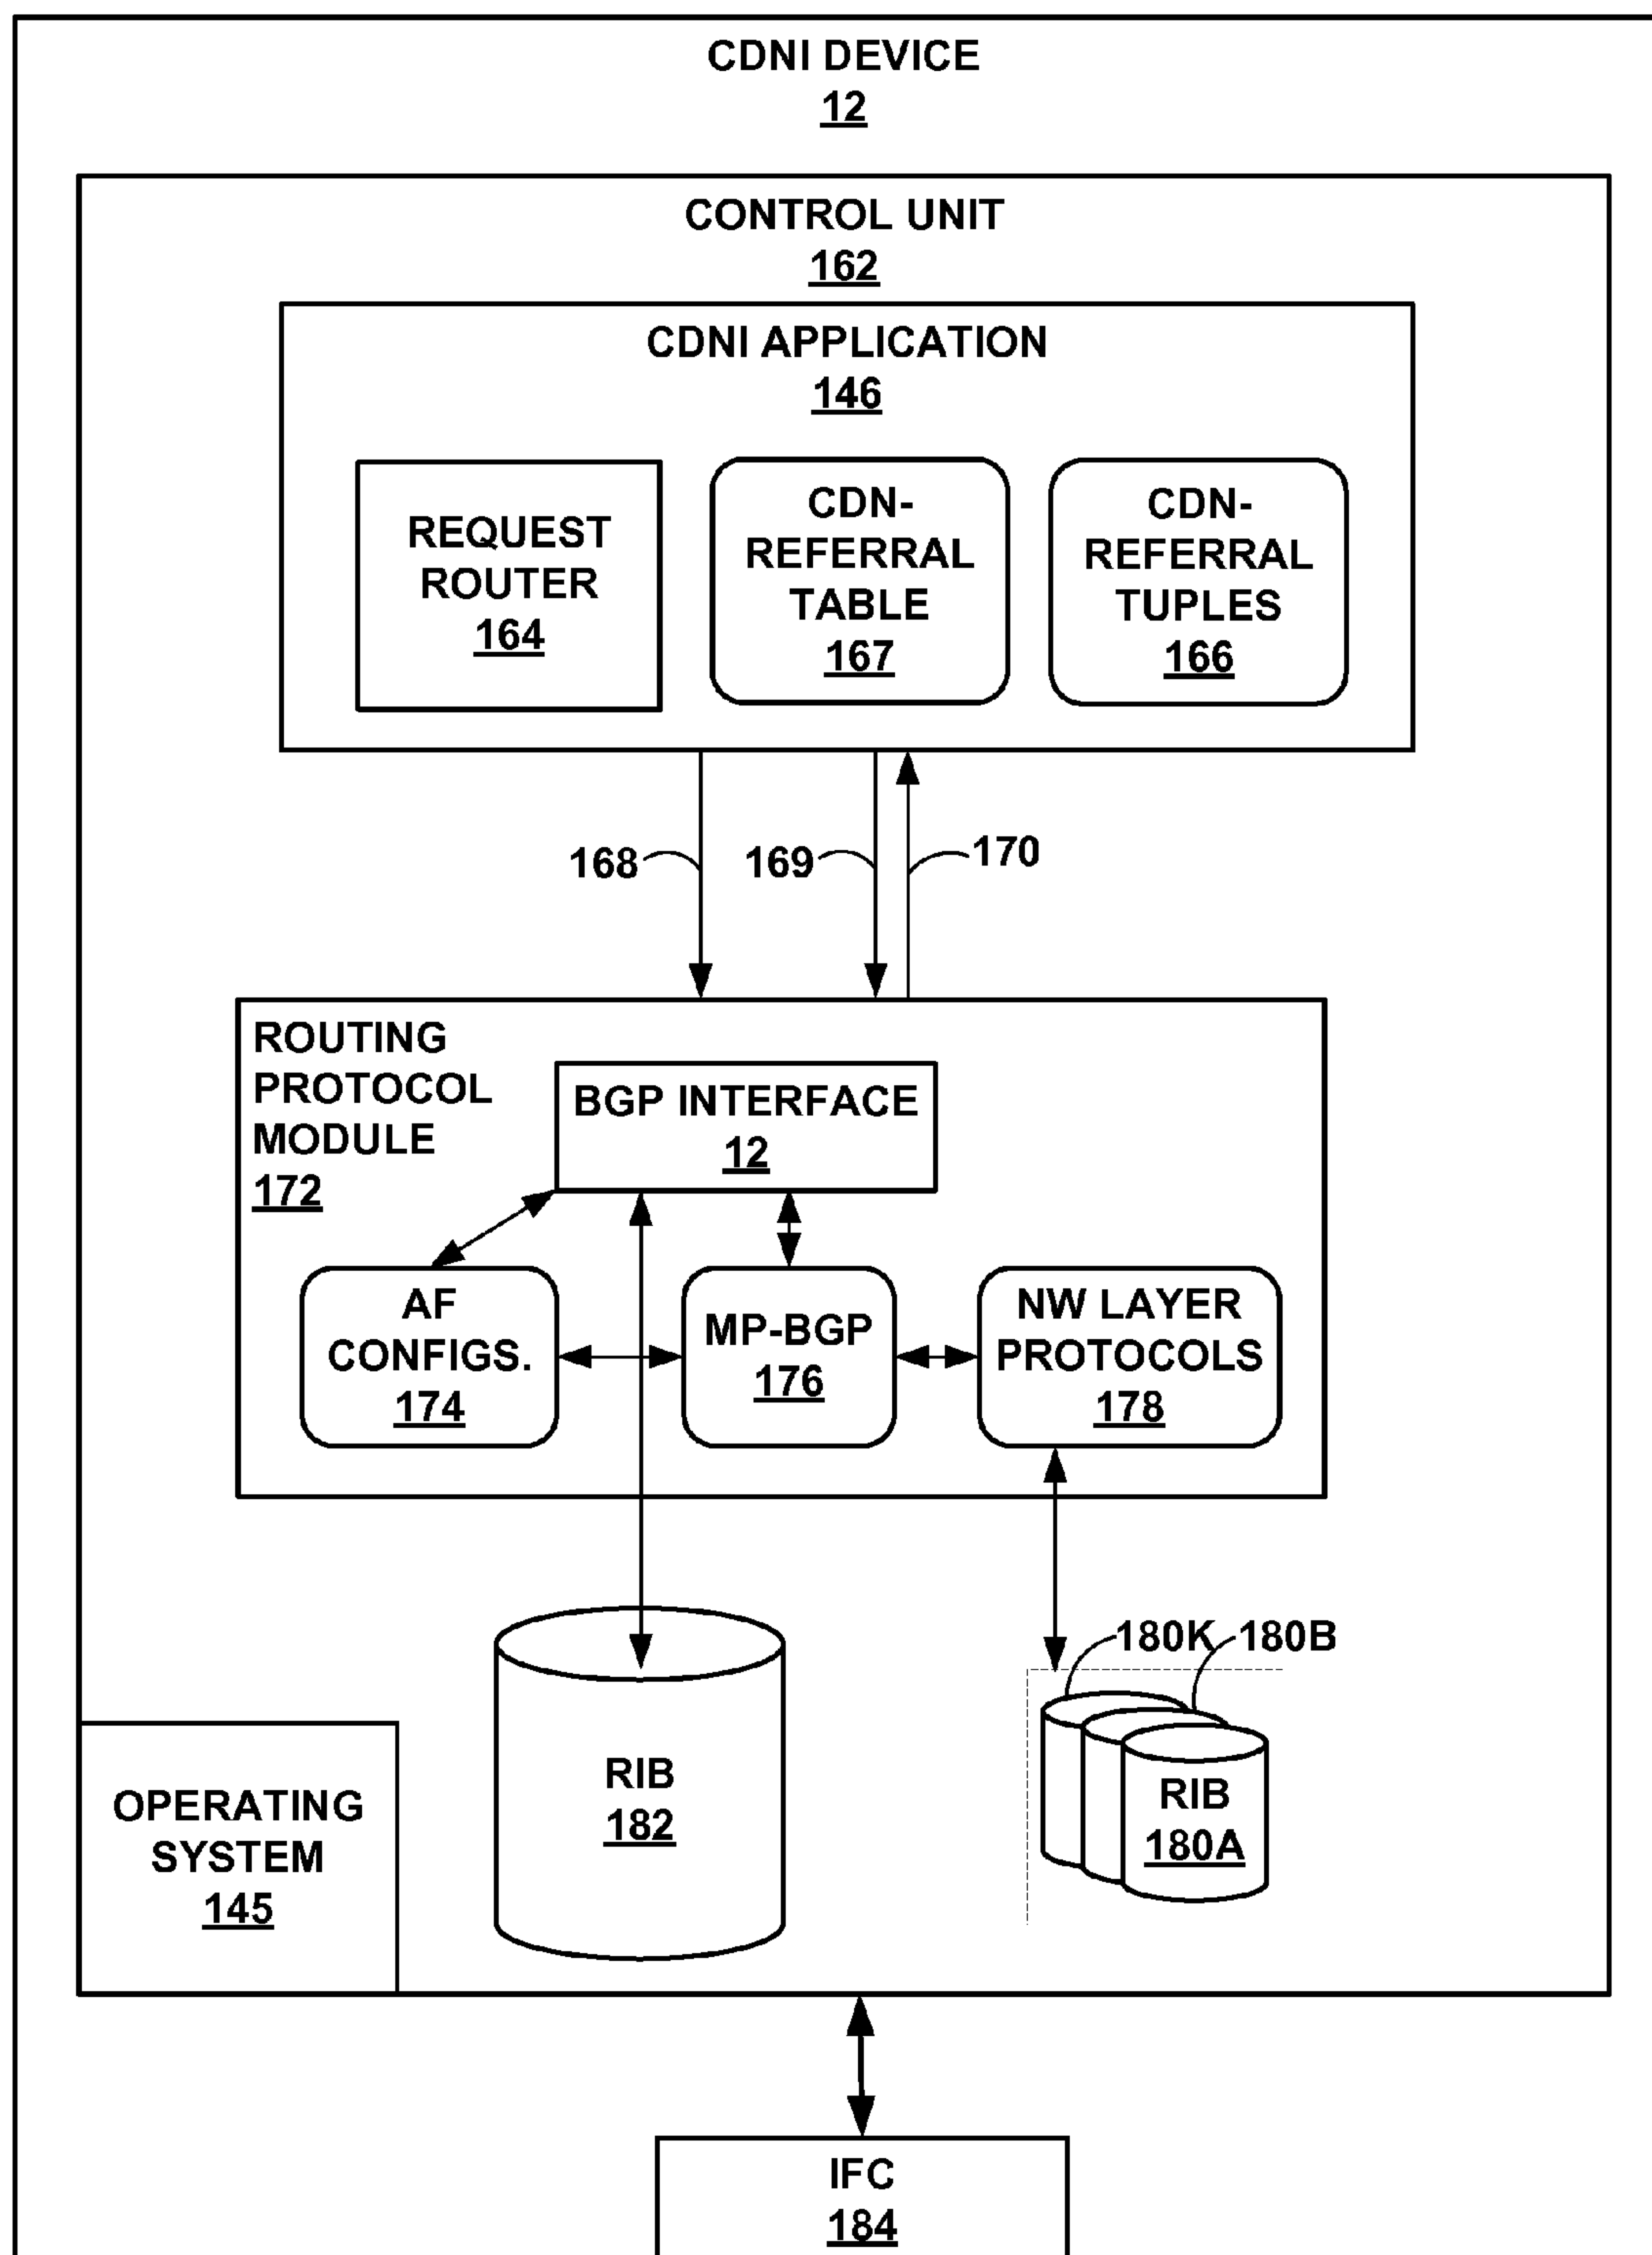 CDNI DEVICE
12
CONTROL UNIT
162
CDNI APPLICATION
146
REQUEST
ROUTER
164
CDN-
REFERRAL
TABLE
167
CDN-
REFERRAL
TUPLES
166
168
169
170
ROUTING
PROTOCOL
MODULE
172
BGP INTERFACE
12
AF
CONFIGS.
174
MP-BGP
176
NW LAYER
PROTOCOLS
178
180K
180B
RIB
182
RIB
180A
OPERATING
SYSTEM
145
IFC
184